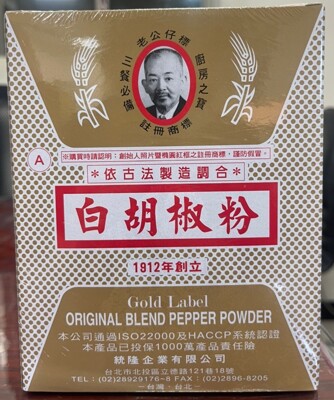 老公仔標
三餐必備
廚房之寶
註冊商標
A
※購買時請認明：創始人照片暨橢圓紅框之註冊商標，謹防假冒。
＊依古法製造調合＊
白胡椒粉
1912年創立
Gold Label
ORIGINAL BLEND PEPPER POWDER
本公司通過ISO22000及HACCP系統認證
本產品已投保1000萬產品責任險
統隆企業有限公司
台北市北投區立德路121巷18號
TEL：(02)28929176-8 FAX：(02)2896-8205
—台灣．台北—